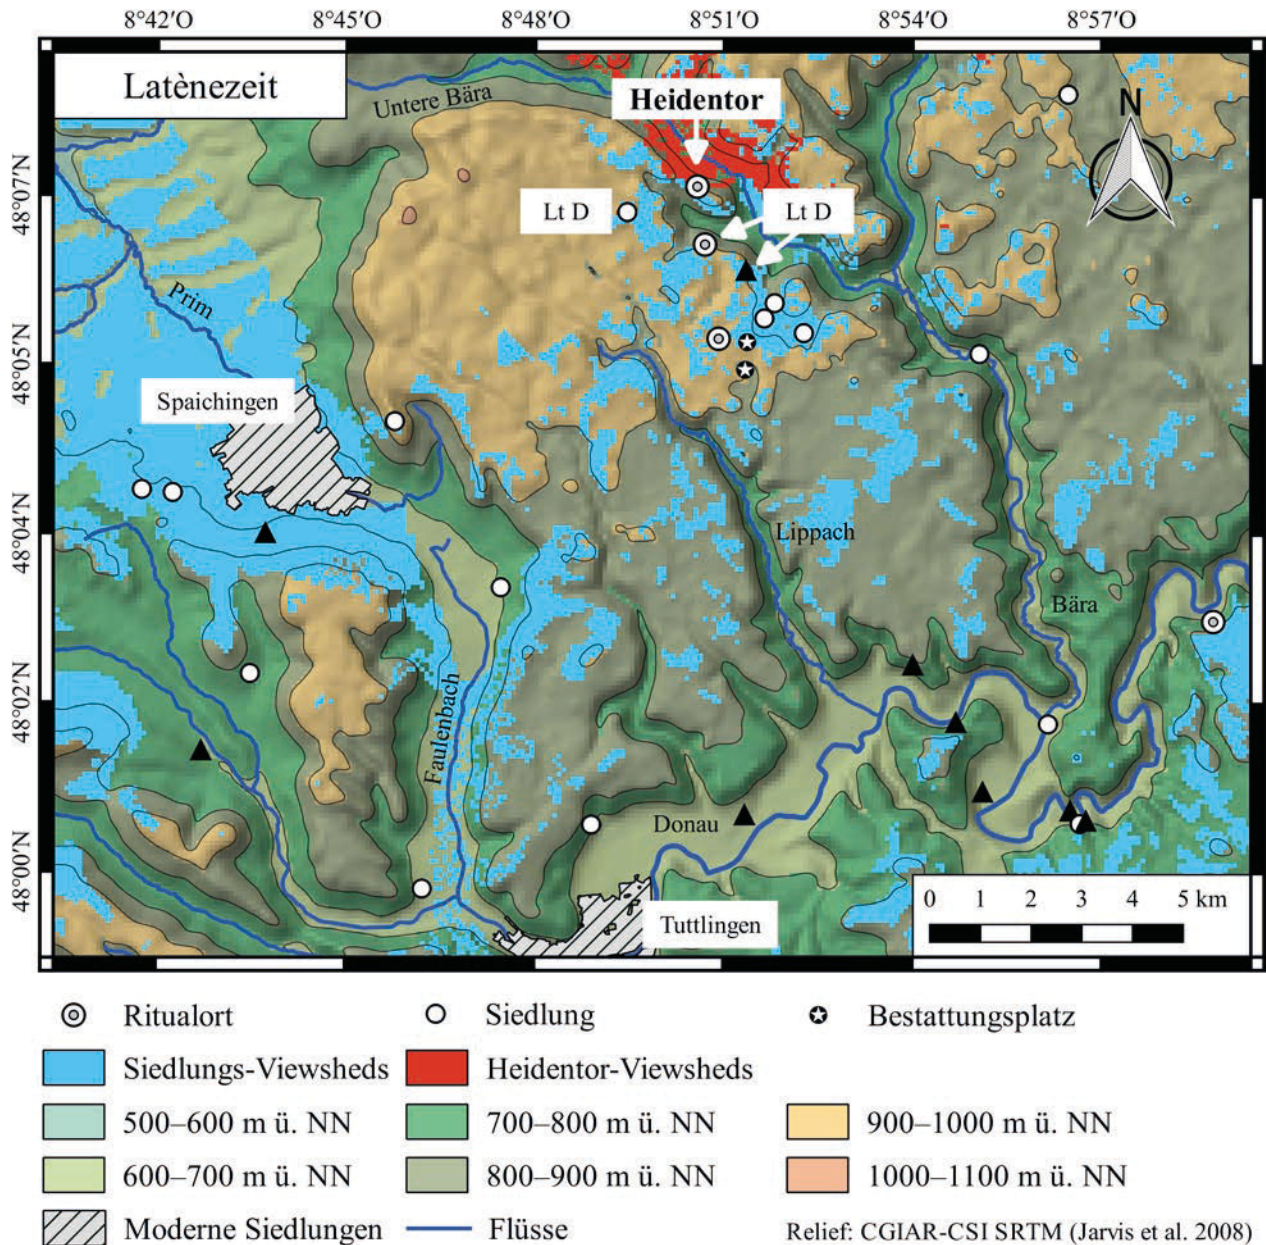 8°42′O 8°45′O 8°48′O 8°51′O 8°54′O 8°57′O
Latènezeit
Untere Bära
Heidentor
N
48°07′N
Lt D
Lt D
Prim
48°05′N
Spaichingen
48°04′N
Lippach
Bära
48°02′N
Faulenbach
Donau
48°00′N
Tuttlingen
0 1 2 3 4 5 km
Ritualort Siedlung Bestattungsplatz
Siedlungs-Viewsheds Heidentor-Viewsheds
500–600 m ü. NN 700–800 m ü. NN 900–1000 m ü. NN
600–700 m ü. NN 800–900 m ü. NN 1000–1100 m ü. NN
Moderne Siedlungen Flüsse Relief: CGIAR-CSI SRTM (Jarvis et al. 2008)